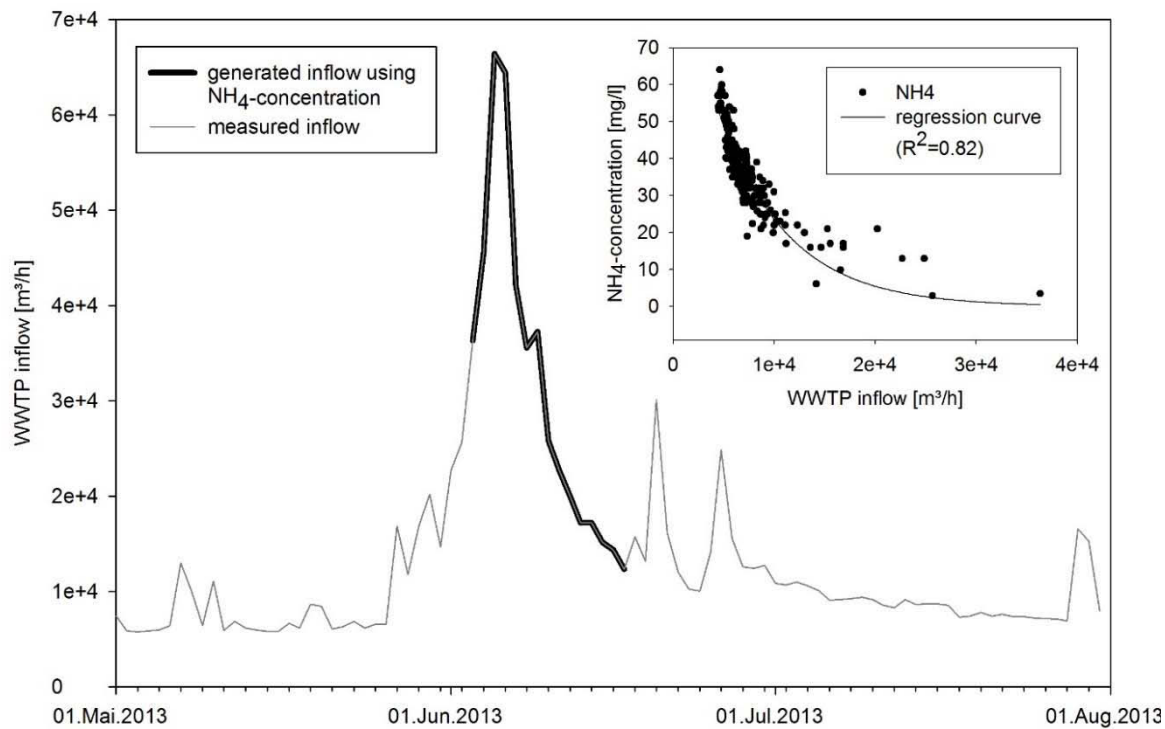 7e+4
6e+4
5e+4
4e+4
3e+4
2e+4
1e+4
0
WWTP inflow [m³/h]
01.Mai.2013
01.Jun.2013
01.Jul.2013
01.Aug.2013
generated inflow using
NH4-concentration
measured inflow
70
60
50
40
30
20
10
0
NH4-concentration [mg/l]
NH4
regression curve
(R²=0.82)
0
1e+4
2e+4
3e+4
4e+4
WWTP inflow [m³/h]